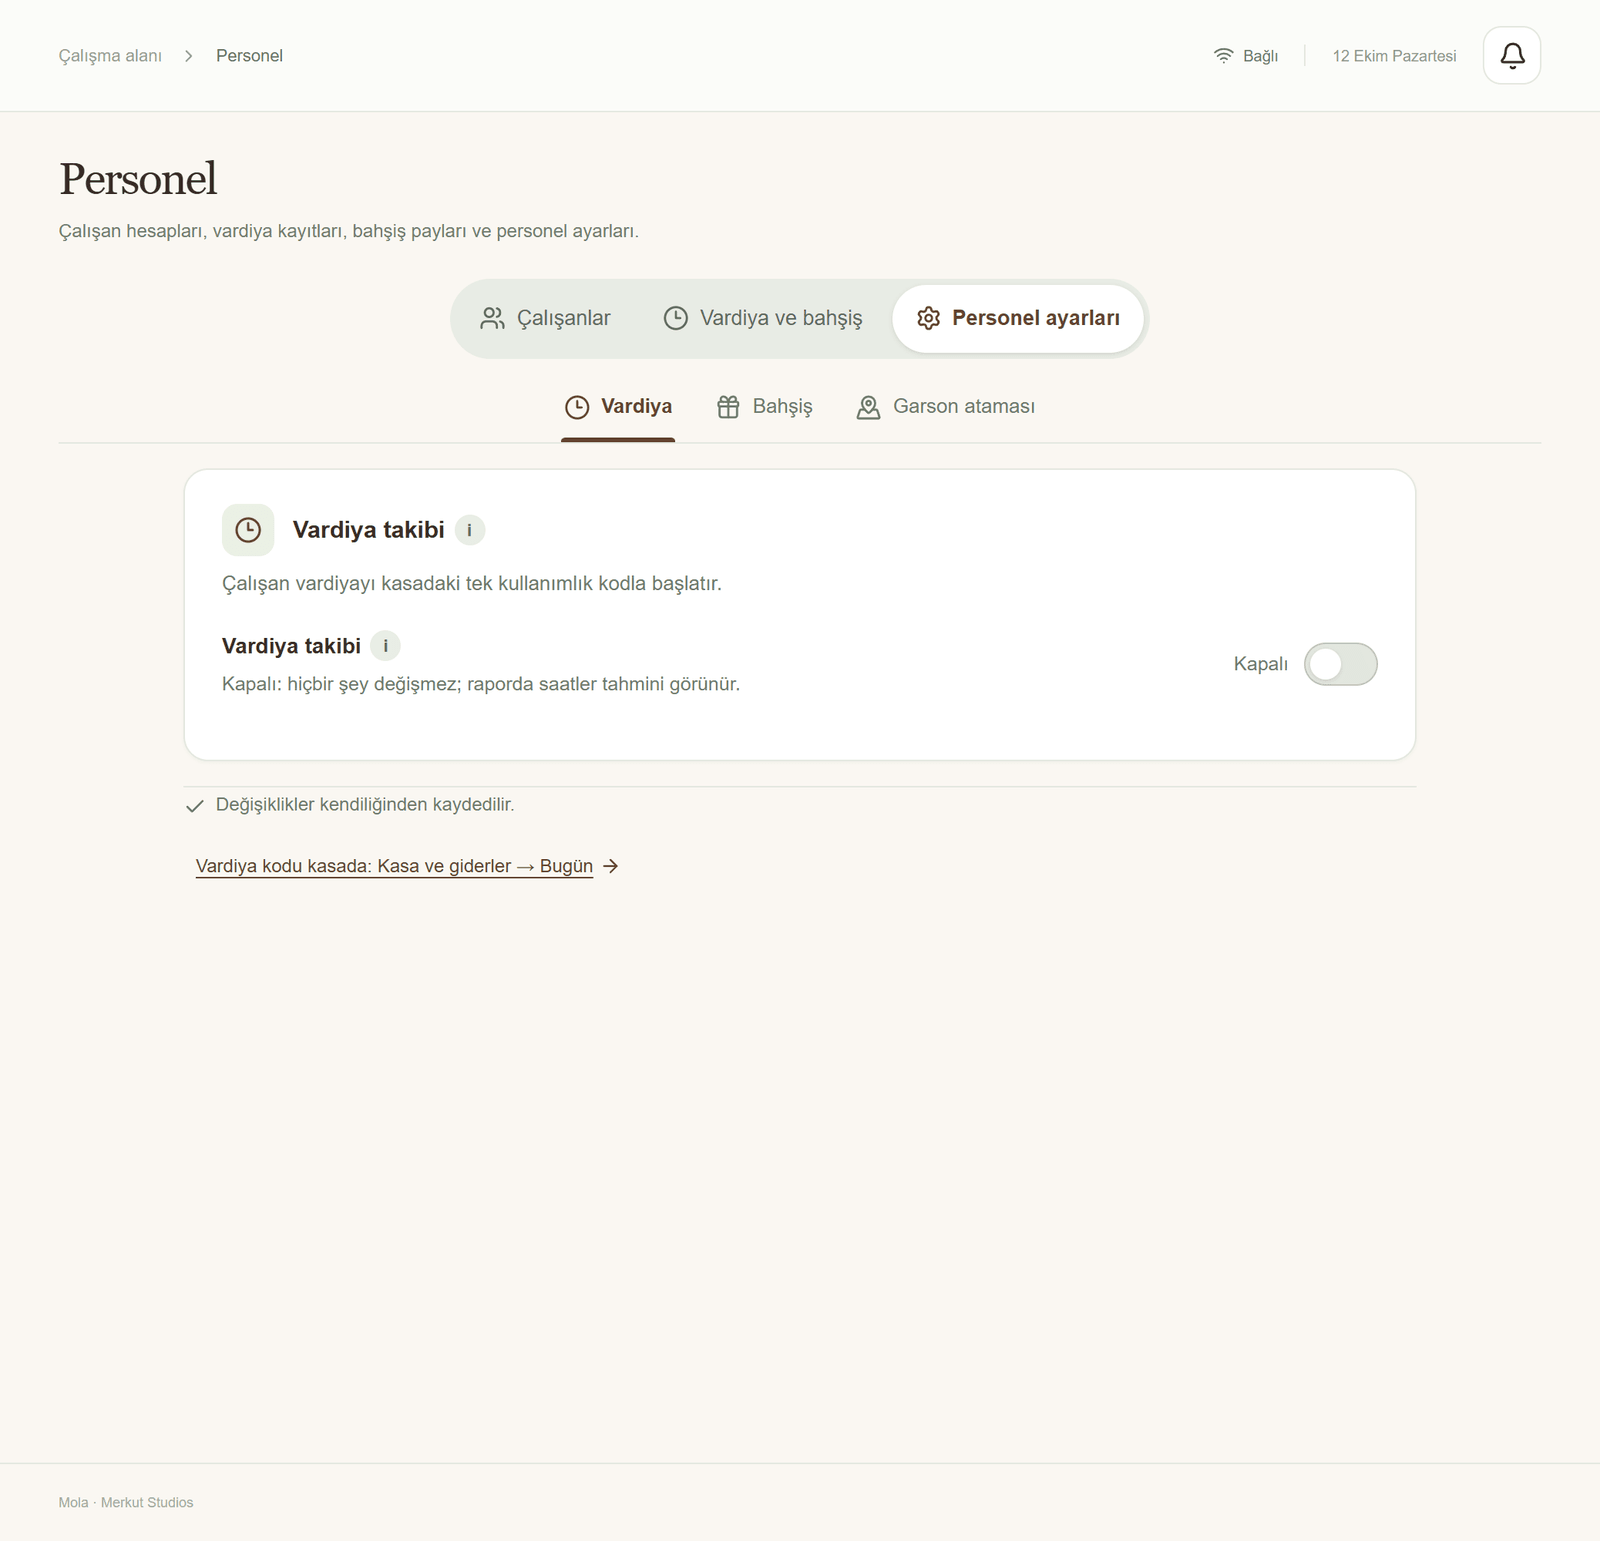 Çalışma alanı
Personel
Bağlı
12 Ekim Pazartesi
Personel
Çalışan hesapları, vardiya kayıtları, bahşiş payları ve personel ayarları.
Çalışanlar
Vardiya ve bahşiş
Personel ayarları
Vardiya
Bahşiş
Garson ataması
Vardiya takibi i
Çalışan vardiyayı kasadaki tek kullanımlık kodla başlatır.
Vardiya takibi i
Kapalı: hiçbir şey değişmez; raporda saatler tahmini görünür.
Kapalı
Değişiklikler kendiliğinden kaydedilir.
Vardiya kodu kasada: Kasa ve giderler → Bugün
Mola · Merkut Studios